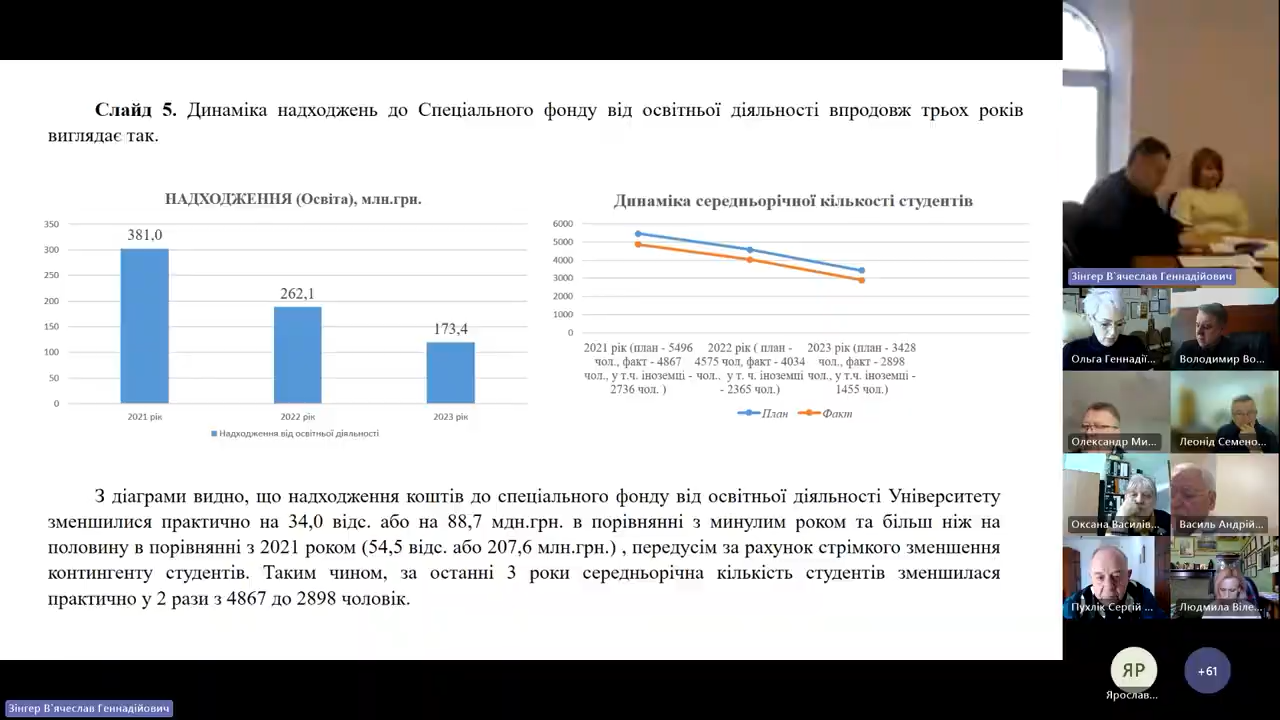 Слайд 5. Динаміка надходжень до Спеціального фонду від освітньої діяльності впродовж трьох років
виглядає так.
НАДХОДЖЕННЯ (Освіта), млн.грн.
350
300
250
200
150
100
50
0
381,0
262,1
173,4
2021 рік
2022 рік
2023 рік
Надходження від освітньої діяльності
Динаміка середньорічної кількості студентів
6000
5000
4000
3000
2000
1000
0
2021 рік (план - 5496
чол., факт - 4867
чол., у т.ч. іноземці -
2736 чол. )
2022 рік ( план -
4575 чол, факт - 4034
чол.. у т.ч. іноземці
- 2365 чол.)
2023 рік (план - 3428
чол., факт - 2898
чол., у т.ч. іноземці -
1455 чол.)
План
Факт
З діаграми видно, що надходження коштів до спеціального фонду від освітньої діяльності Університету
зменшилися практично на 34,0 відс. або на 88,7 мдн.грн. в порівнянні з минулим роком та більш ніж на
половину в порівнянні з 2021 роком (54,5 відс. або 207,6 млн.грн.) , передусім за рахунок стрімкого зменшення
контингенту студентів. Таким чином, за останні 3 роки середньорічна кількість студентів зменшилася
практично у 2 рази з 4867 до 2898 чоловік.
Зінгер В'ячеслав Геннадійович
Ольга Геннадії...
Володимир Во...
Олександр Ми...
Леонід Семено...
Оксана Василів...
Василь Андрій...
Пухлік Сергій ...
Людмила Віле...
ЯР
Ярослав...
+61
Зінгер В'ячеслав Геннадійович